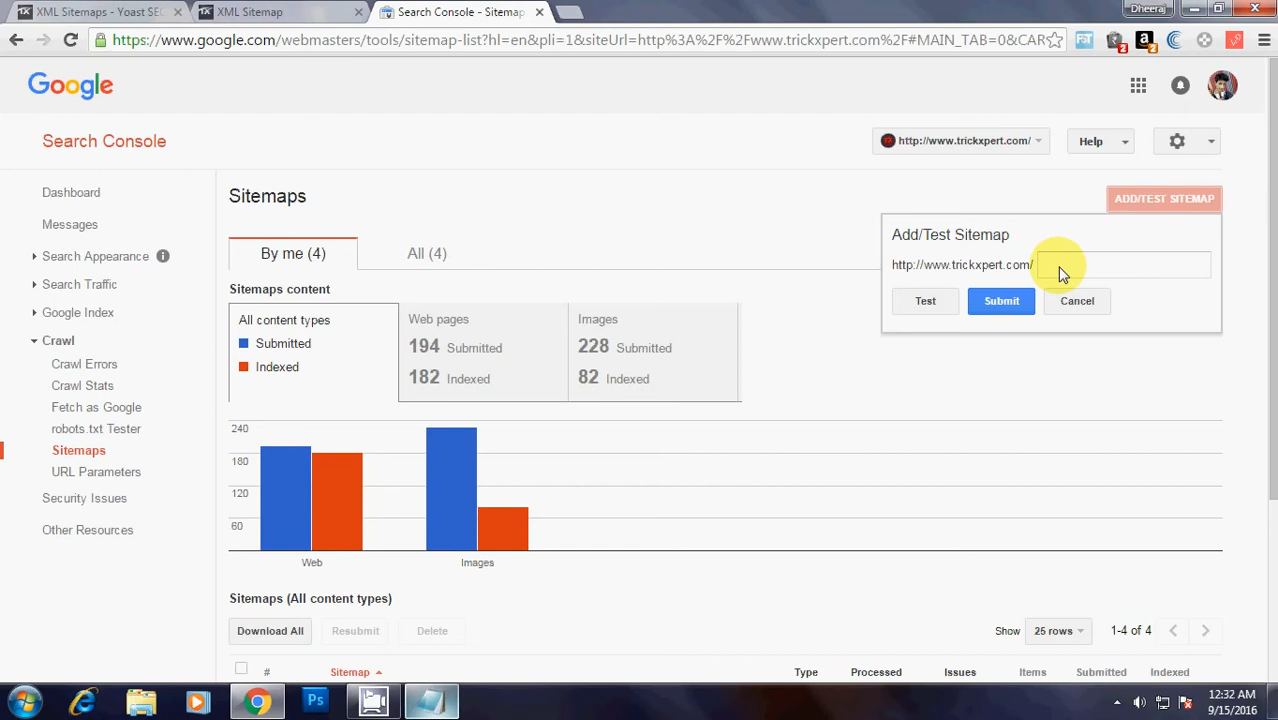 XML Sitemaps - Yoast SEO
XML Sitemap
Search Console - Sitemap
Dheeraj
https://www.google.com/webmasters/tools/sitemap-list?hl=en&pli=1&siteUrl=http%3A%2F%2Fwww.trickxpert.com%2F#MAIN_TAB=0&CAR
Google
Search Console
http://www.trickxpert.com/
Help
Dashboard
Messages
Search Appearance
Search Traffic
Google Index
Crawl
Crawl Errors
Crawl Stats
Fetch as Google
robots.txt Tester
Sitemaps
URL Parameters
Security Issues
Other Resources
Sitemaps
ADD/TEST SITEMAP
Add/Test Sitemap
http://www.trickxpert.com/
Test Submit Cancel
By me (4) All (4)
Sitemaps content
All content types
Submitted
Indexed
Web pages
194 Submitted
182 Indexed
Images
228 Submitted
82 Indexed
240
180
120
60
Web Images
Sitemaps (All content types)
Download All Resubmit Delete
Show 25 rows 1-4 of 4
# Sitemap Type Processed Issues Items Submitted Indexed
Ps
12:32 AM
9/15/2016